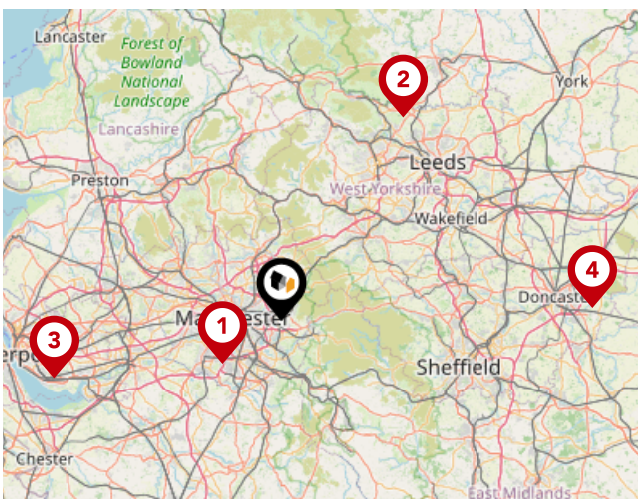 Lancaster
Forest of
Bowland
National
Landscape
2
York
Lancashire
Leeds
Preston
West Yorkshire
Wakefield
4
Doncaste
1
3
Sheffield
Chester
East Midlands